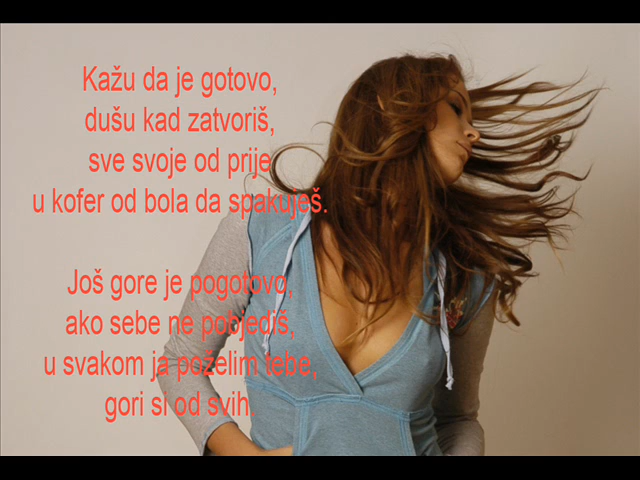 Kažu da je gotovo,
dušu kad zatvoriš,
sve svoje od prije
u kofer od bola da spakuješ.
Još gore je pogotovo,
ako sebe ne pobjediš,
u svakom ja poželim tebe,
gori si od svih.